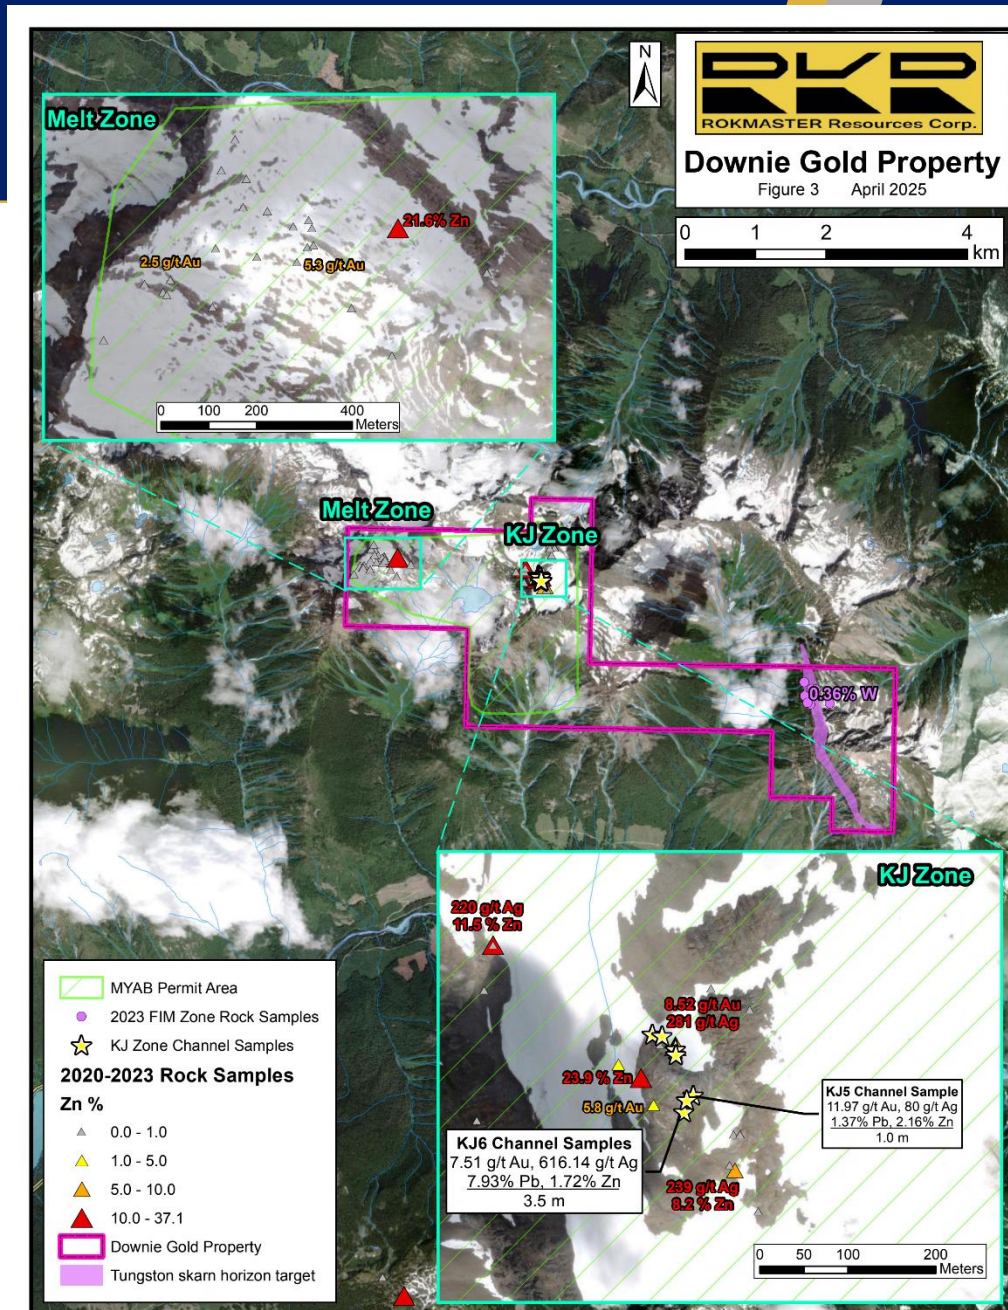 N
RKR
ROKMASTER Resources Corp.
Downie Gold Property
Figure 3 April 2025
0 1 2 4
km
Melt Zone
21.6% Zn
2.5 g/t Au
5.3 g/t Au
0 100 200 400
Meters
Melt Zone
KJ Zone
0.36% W
KJ Zone
220 g/t Ag
11.5 % Zn
8.52 g/t Au
281 g/t Ag
23.9 % Zn
5.8 g/t Au
KJ5 Channel Sample
11.97 g/t Au, 80 g/t Ag
1.37% Pb, 2.16% Zn
1.0 m
KJ6 Channel Samples
7.51 g/t Au, 616.14 g/t Ag
7.93% Pb, 1.72% Zn
3.5 m
239 g/t Ag
8.2 % Zn
0 50 100 200
Meters
MYAB Permit Area
2023 FIM Zone Rock Samples
KJ Zone Channel Samples
2020-2023 Rock Samples
Zn %
0.0 - 1.0
1.0 - 5.0
5.0 - 10.0
10.0 - 37.1
Downie Gold Property
Tungston skarn horizon target